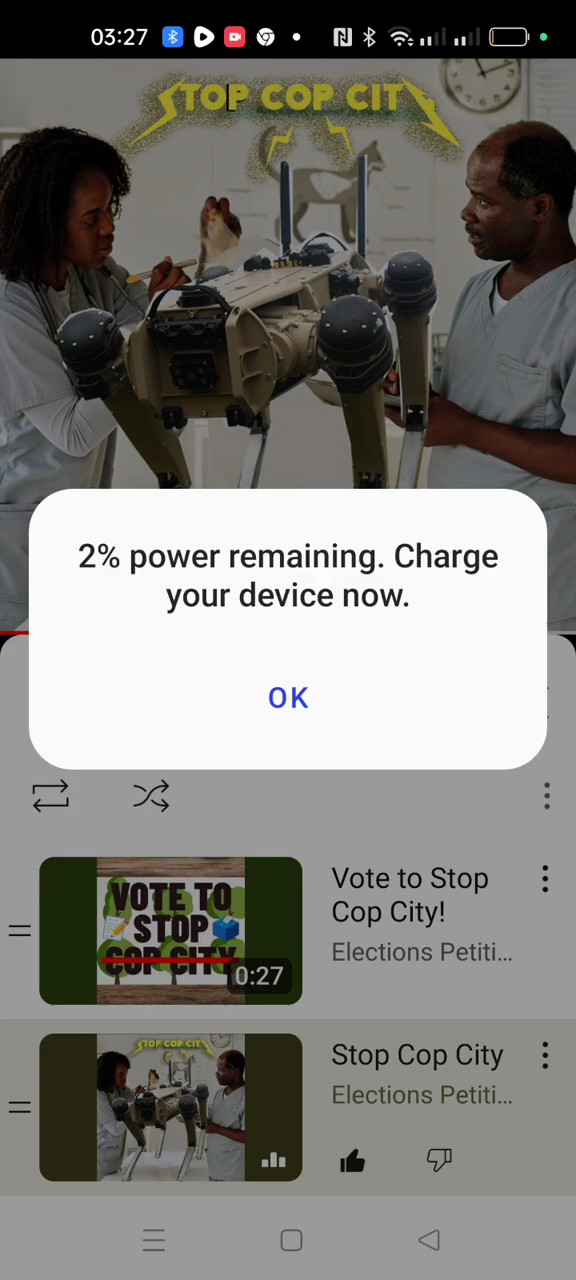 03:27
STOP COP CITY
2% power remaining. Charge
your device now.
OK
VOTE TO
STOP
COP CITY
0:27
Vote to Stop
Cop City!
Elections Petiti...
STOP COP CITY
Stop Cop City
Elections Petiti...